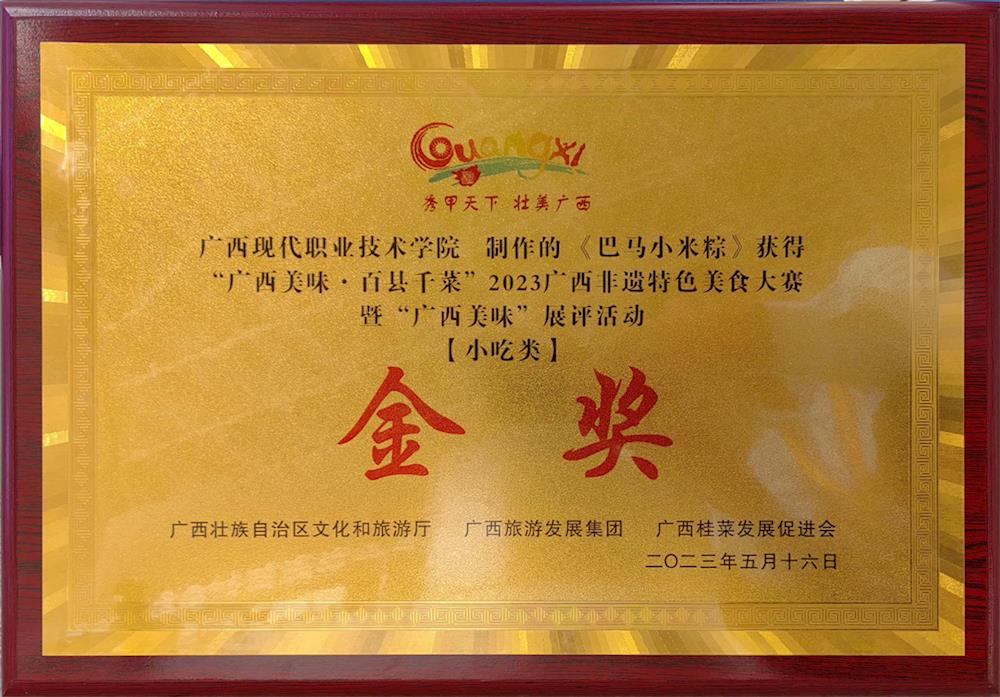 Guangxi
秀甲天下 壮美广西
广西现代职业技术学院 制作的《巴马小米粽》获得
“广西美味·百县千菜”2023广西非遗特色美食大赛
暨“广西美味”展评活动
【小吃类】
金 奖
广西壮族自治区文化和旅游厅 广西旅游发展集团 广西桂菜发展促进会
二〇二三年五月十六日